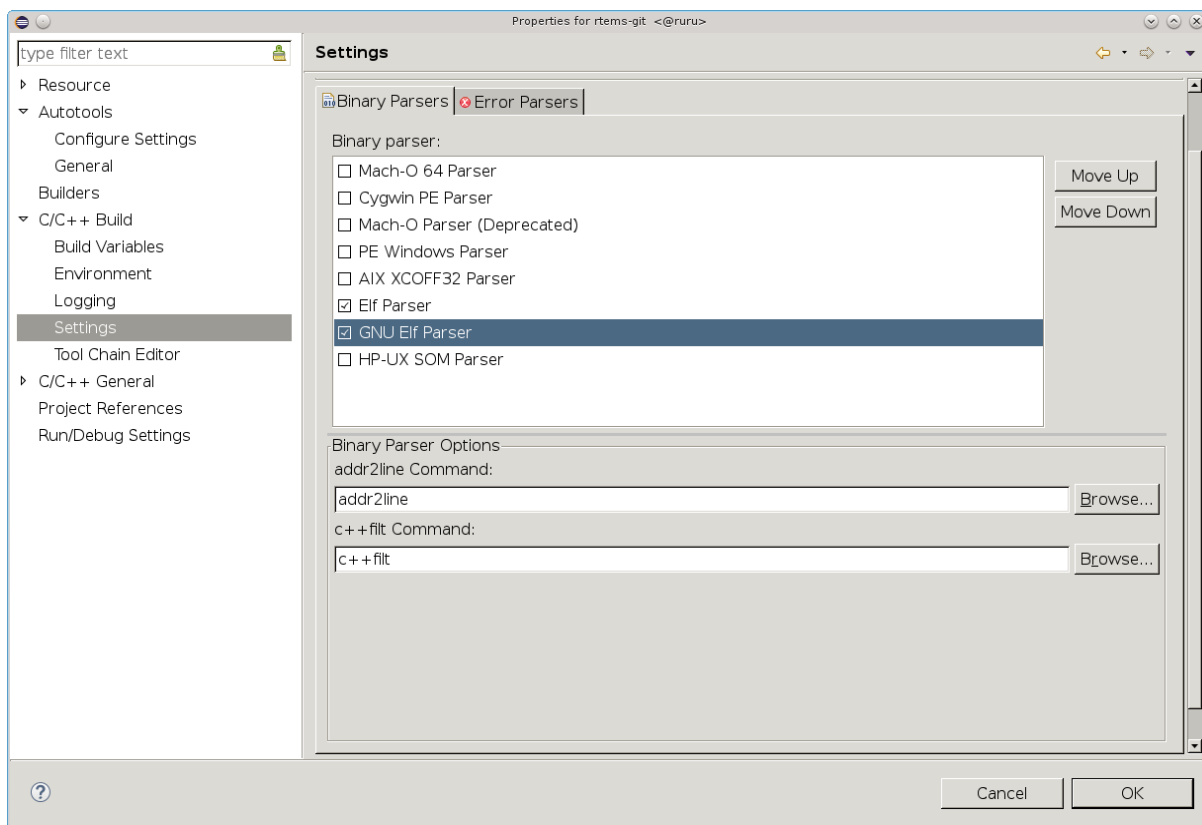 Properties for rtems-git <@ruru>
type filter text
Resource
Autotools
Configure Settings
General
Builders
C/C++ Build
Build Variables
Environment
Logging
Settings
Tool Chain Editor
C/C++ General
Project References
Run/Debug Settings
Settings
Binary Parsers
Error Parsers
Binary parser:
Mach-O 64 Parser
Cygwin PE Parser
Mach-O Parser (Deprecated)
PE Windows Parser
AIX XCOFF32 Parser
Elf Parser
GNU Elf Parser
HP-UX SOM Parser
Move Up
Move Down
Binary Parser Options
addr2line Command:
addr2line
Browse...
c++filt Command:
c++filt
Browse...
?
Cancel
OK